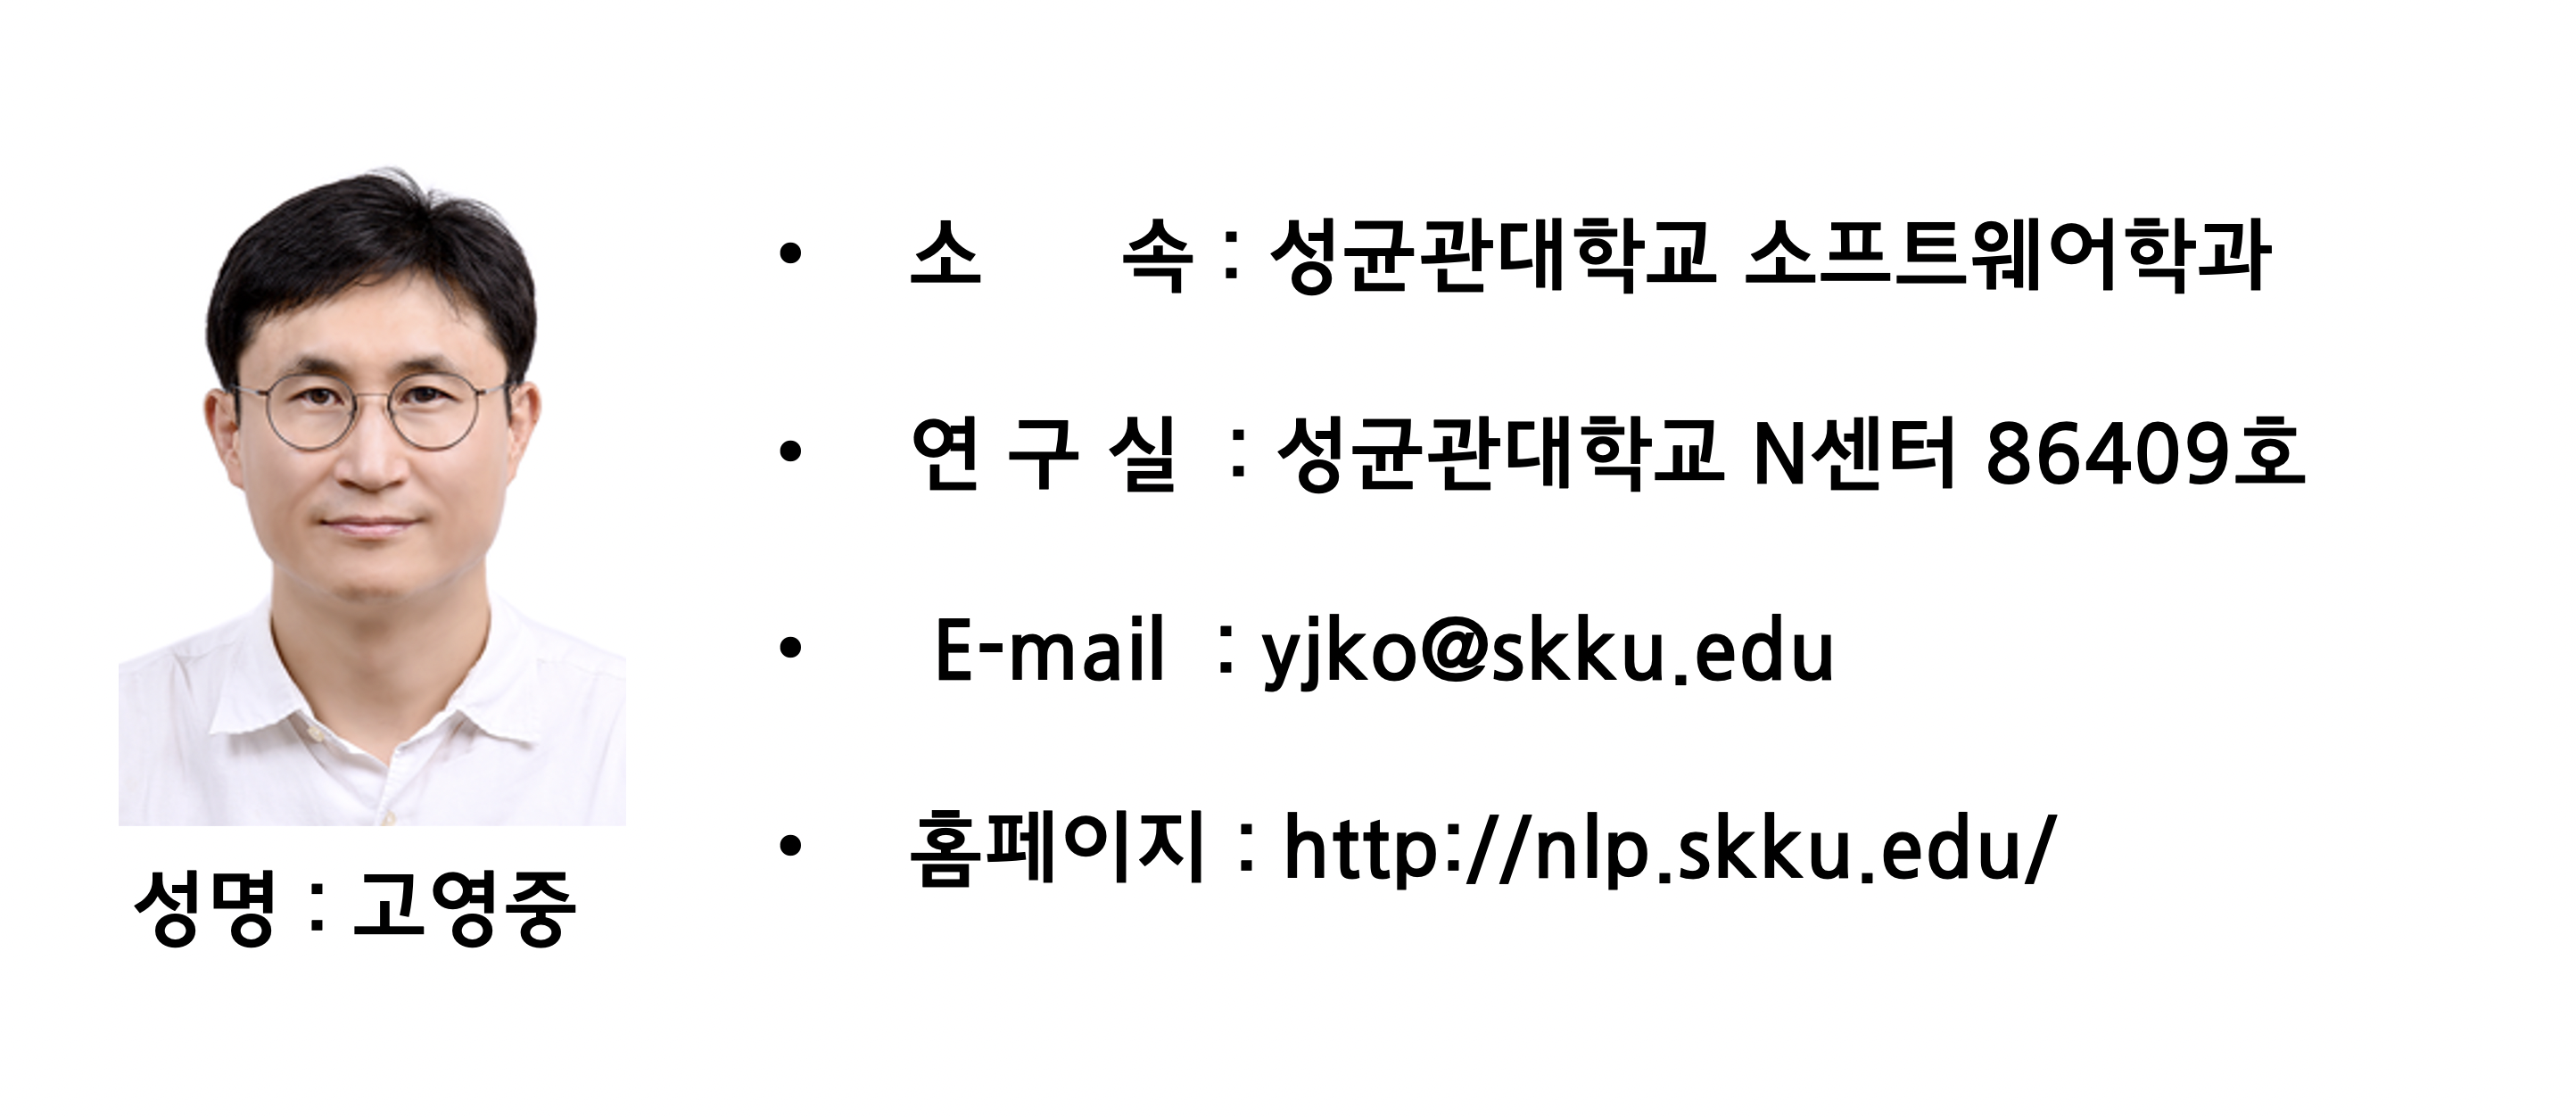 • 소 속 : 성균관대학교 소프트웨어학과
• 연 구 실 : 성균관대학교 N센터 86409호
• E-mail : yjko@skku.edu
• 홈페이지 : http://nlp.skku.edu/
성명 : 고영중